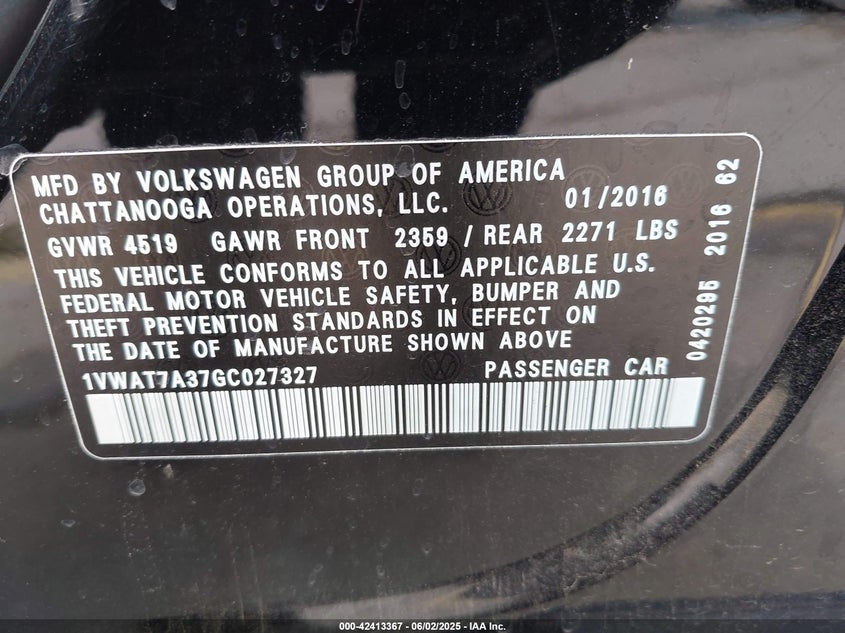 MFD BY VOLKSWAGEN GROUP OF AMERICA
CHATTANOOGA OPERATIONS, LLC. 01/2016
GVWR 4519 GAWR FRONT 2359 / REAR 2271 LBS
THIS VEHICLE CONFORMS TO ALL APPLICABLE U.S.
FEDERAL MOTOR VEHICLE SAFETY, BUMPER AND
THEFT PREVENTION STANDARDS IN EFFECT ON
THE DATE OF MANUFACTURE SHOWN ABOVE
1VWAT7A37GC027327 PASSENGER CAR
0420295 2016 62
000-42413367 | 06/02/2025 - IAA Inc.